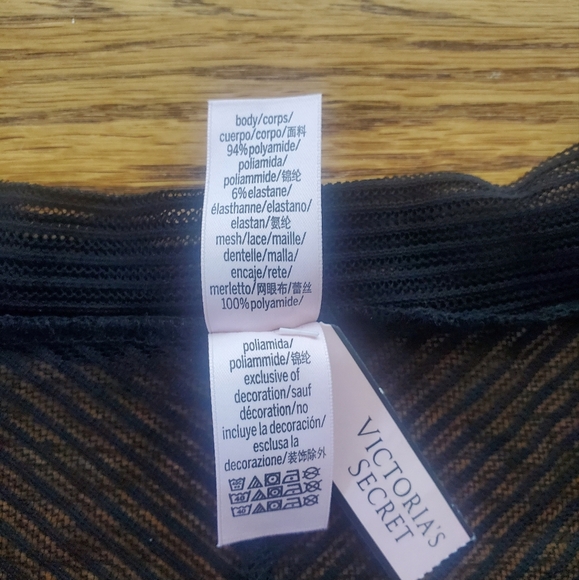 body/corps/
cuerpo/corpo/面料
94%polyamide/
poliamida/
poliammide/锦纶
6%elastane/
élasthanne/elastano/
elastan/氨纶
mesh/lace/maille/
dentelle/malla/
encaje/rete/
merletto/网眼布/蕾丝
100%polyamide/
poliamida/
poliammide/锦纶
exclusive of
decoration/sauf
décoration/no
incluye la decoración/
esclusa la
decorazione/装饰除外
VICTORIA'S
SECRET